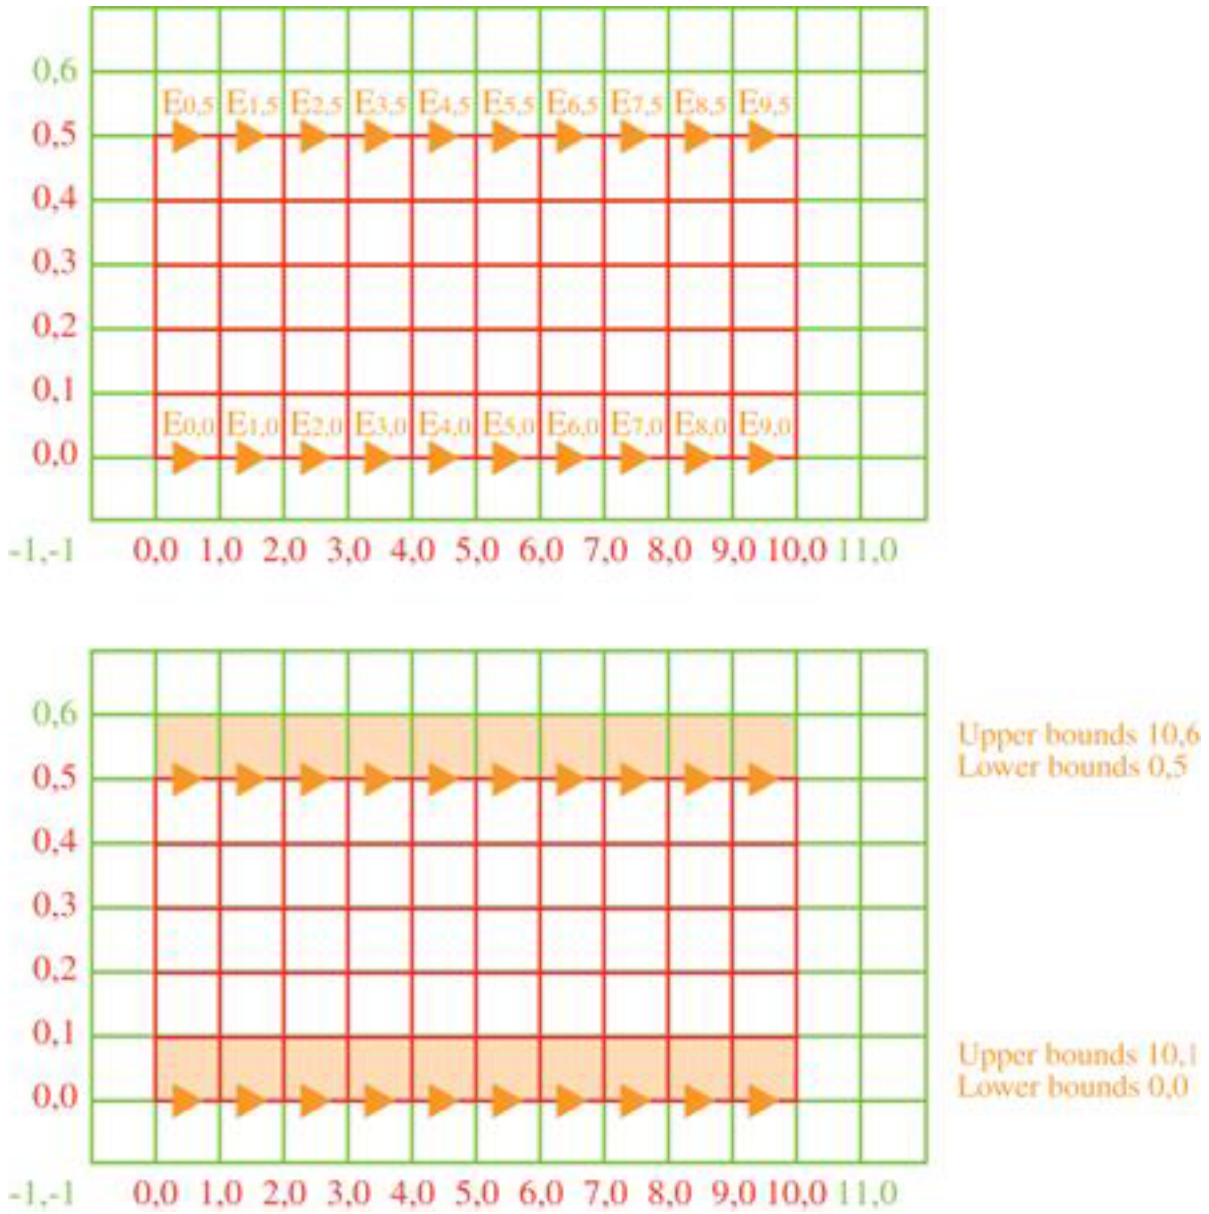 0,6
E0,5 E1,5 E2,5 E3,5 E4,5 E5,5 E6,5 E7,5 E8,5 E9,5
0,5
0,4
0,3
0,2
0,1
E0,0 E1,0 E2,0 E3,0 E4,0 E5,0 E6,0 E7,0 E8,0 E9,0
0,0
-1,-1 0,0 1,0 2,0 3,0 4,0 5,0 6,0 7,0 8,0 9,0 10,0 11,0
0,6
Upper bounds 10,6
Lower bounds 0,5
0,5
0,4
0,3
0,2
0,1
Upper bounds 10,1
Lower bounds 0,0
0,0
-1,-1 0,0 1,0 2,0 3,0 4,0 5,0 6,0 7,0 8,0 9,0 10,0 11,0